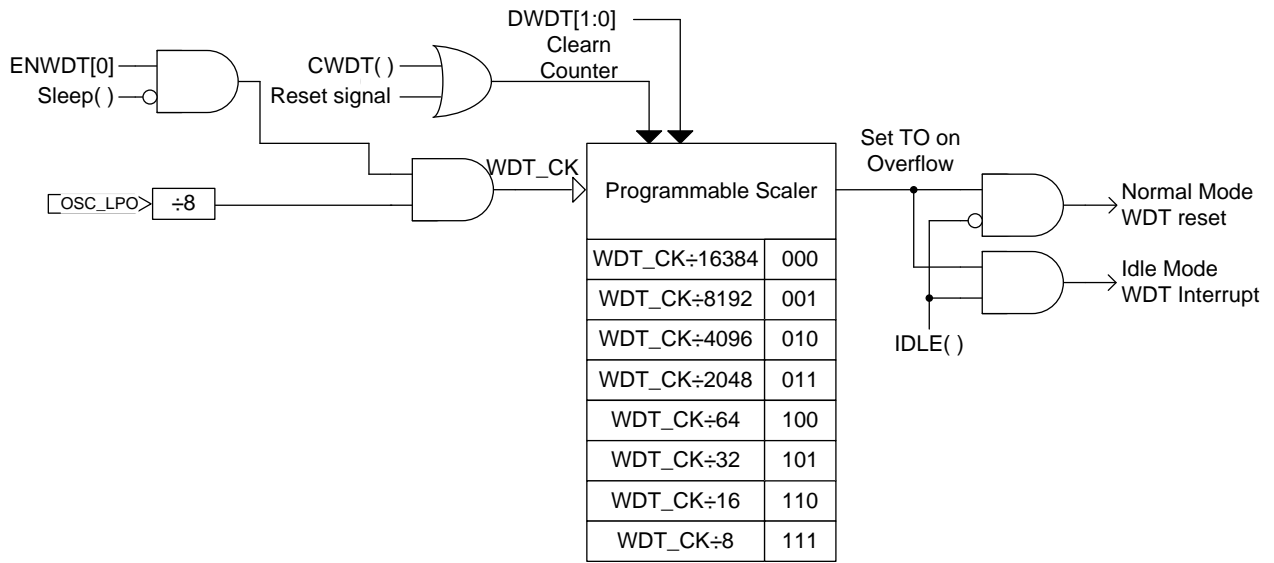 DWDT[1:0]
Clearn
Counter
ENWDT[0]
Sleep( )
CWDT( )
Reset signal
OSC_LPO
÷8
WDT_CK
Programmable Scaler
WDT_CK÷16384 000
WDT_CK÷8192 001
WDT_CK÷4096 010
WDT_CK÷2048 011
WDT_CK÷64 100
WDT_CK÷32 101
WDT_CK÷16 110
WDT_CK÷8 111
Set TO on
Overflow
Normal Mode
WDT reset
Idle Mode
WDT Interrupt
IDLE( )